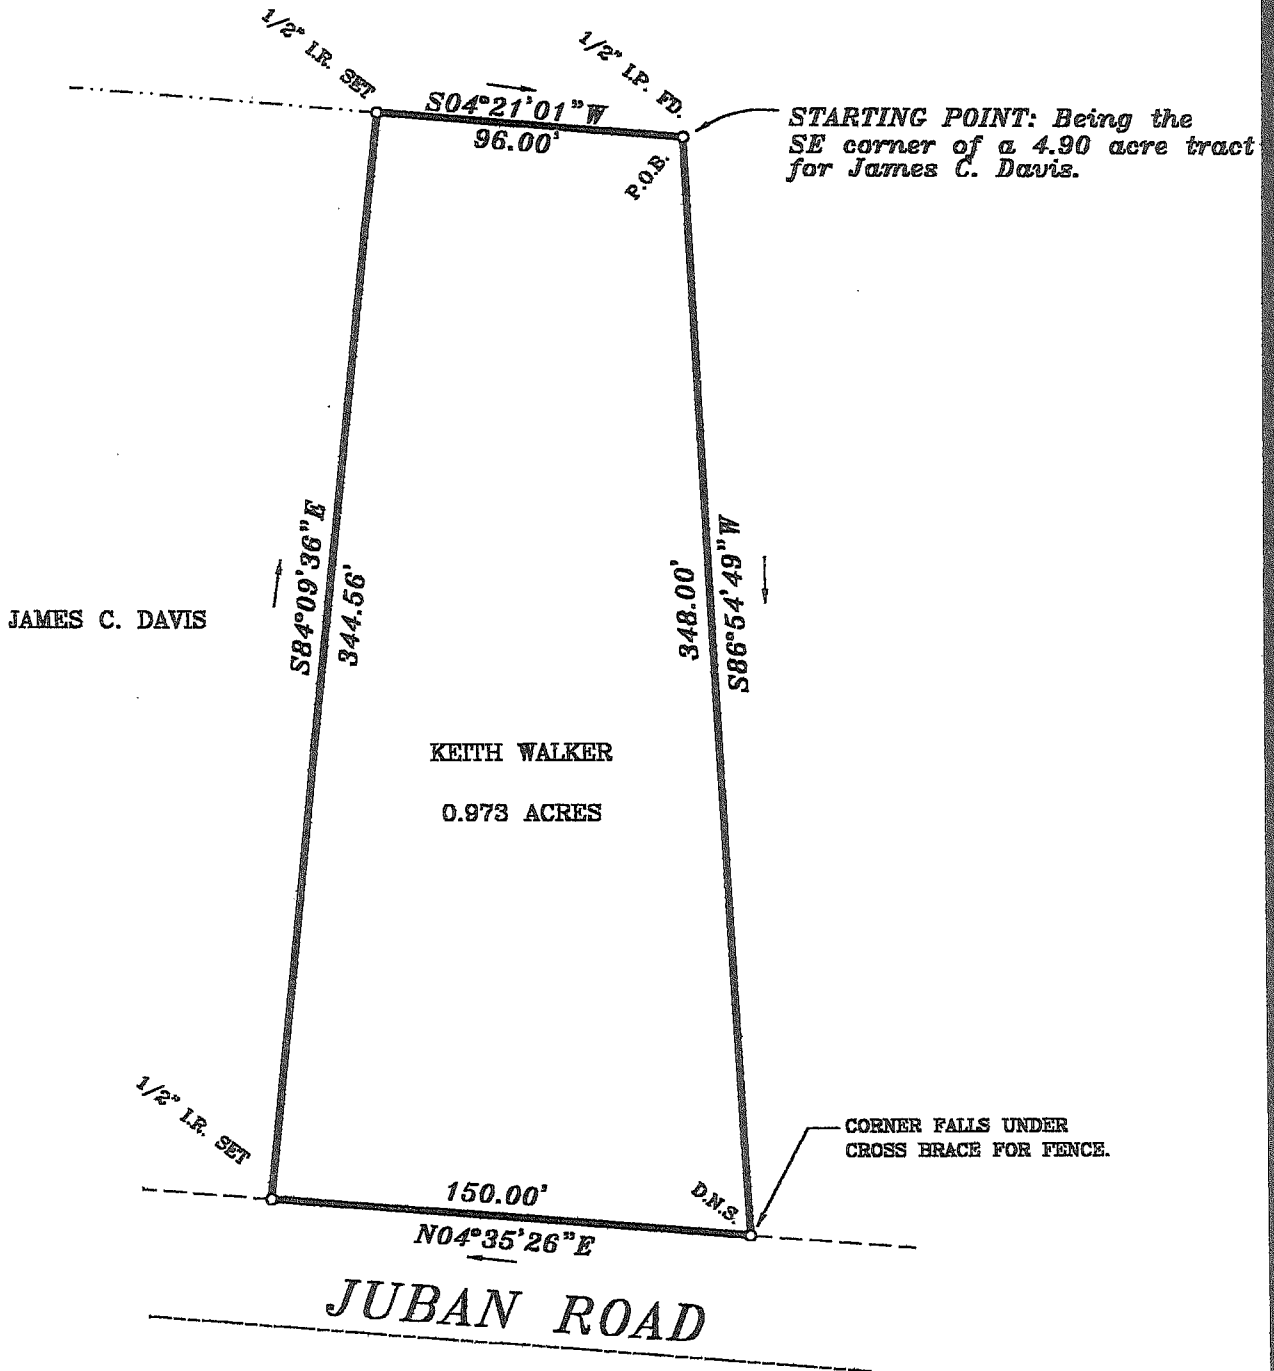 1/2" I.R. SET
1/2" I.P. FD.
S04°21'01"W
96.00'
P.O.B.
STARTING POINT: Being the
SE corner of a 4.90 acre tract
for James C. Davis.
S84°09'36"E
344.56'
348.00'
S86°54'49"W
JAMES C. DAVIS
KEITH WALKER
0.973 ACRES
1/2" I.R. SET
150.00'
N04°35'26"E
D.N.S.
CORNER FALLS UNDER
CROSS BRACE FOR FENCE.
JUBAN ROAD